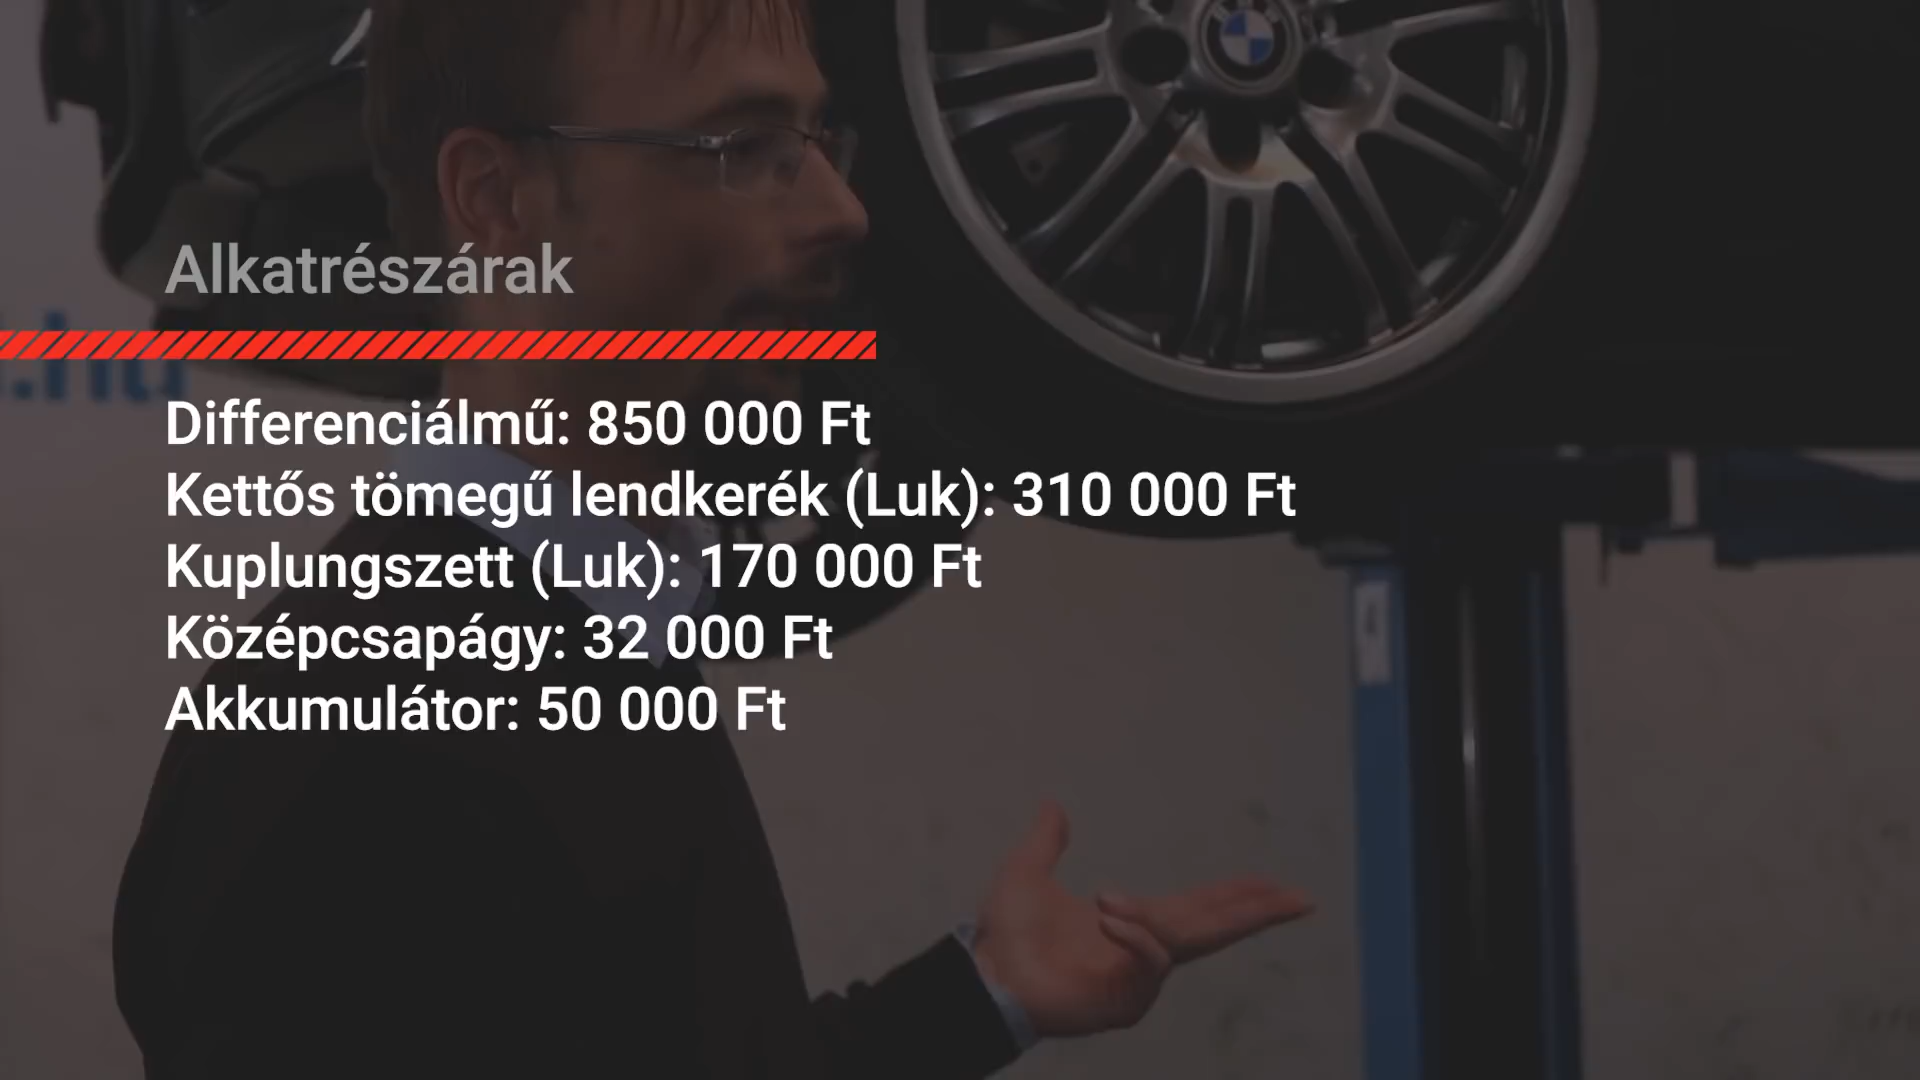 Alkatrészárak
.hu
Differenciálmű: 850 000 Ft
Kettős tömegű lendkerék (Luk): 310 000 Ft
Kuplungszett (Luk): 170 000 Ft
Középcsapágy: 32 000 Ft
Akkumulátor: 50 000 Ft